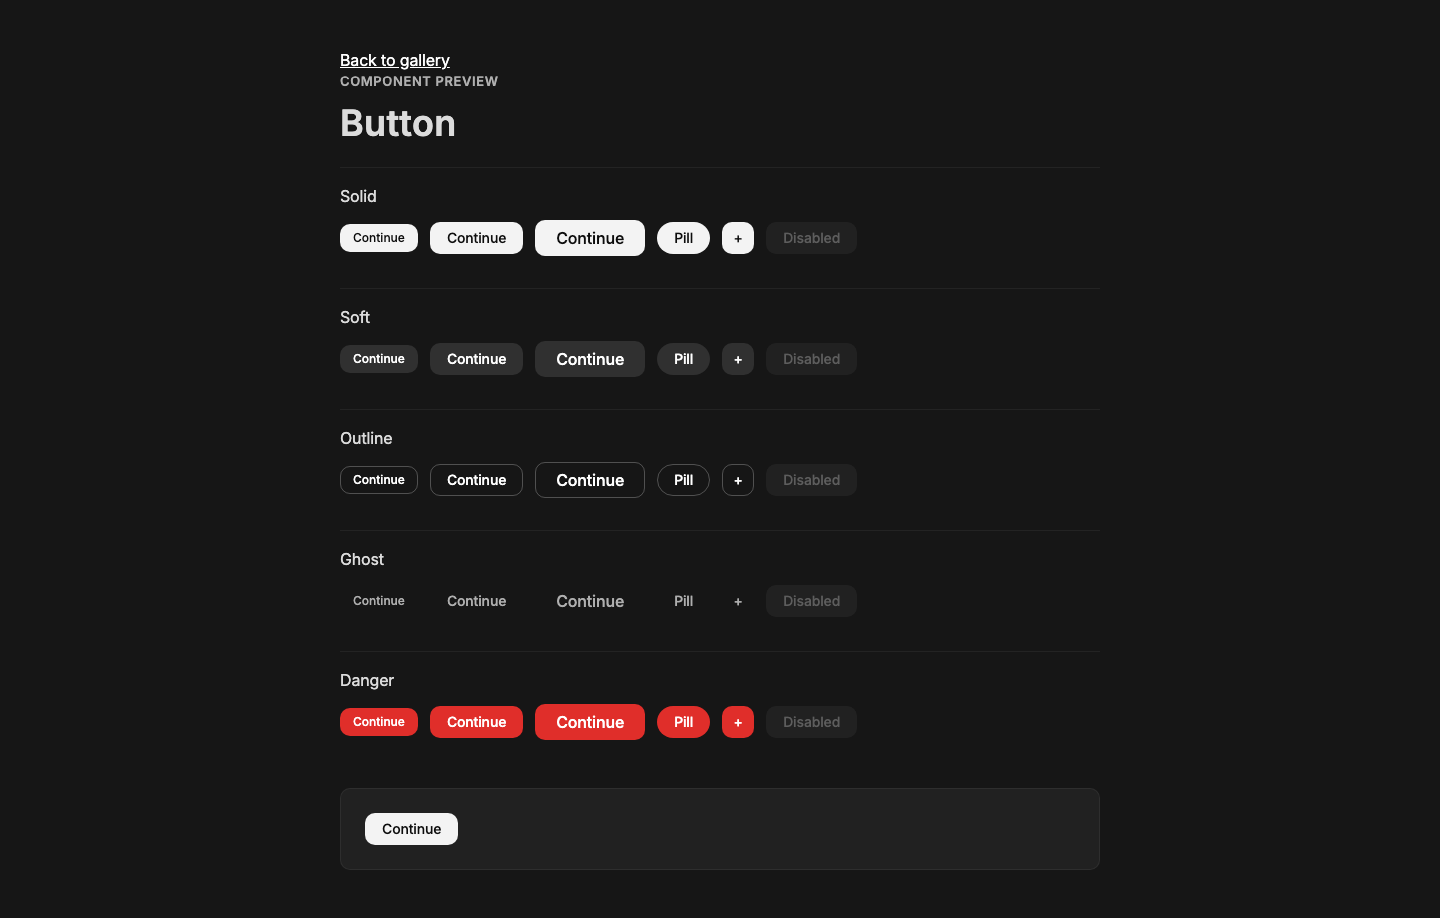 Back to gallery
COMPONENT PREVIEW
Button
Solid
Continue Continue Continue Pill + Disabled
Soft
Continue Continue Continue Pill + Disabled
Outline
Continue Continue Continue Pill + Disabled
Ghost
Continue Continue Continue Pill + Disabled
Danger
Continue Continue Continue Pill + Disabled
Continue